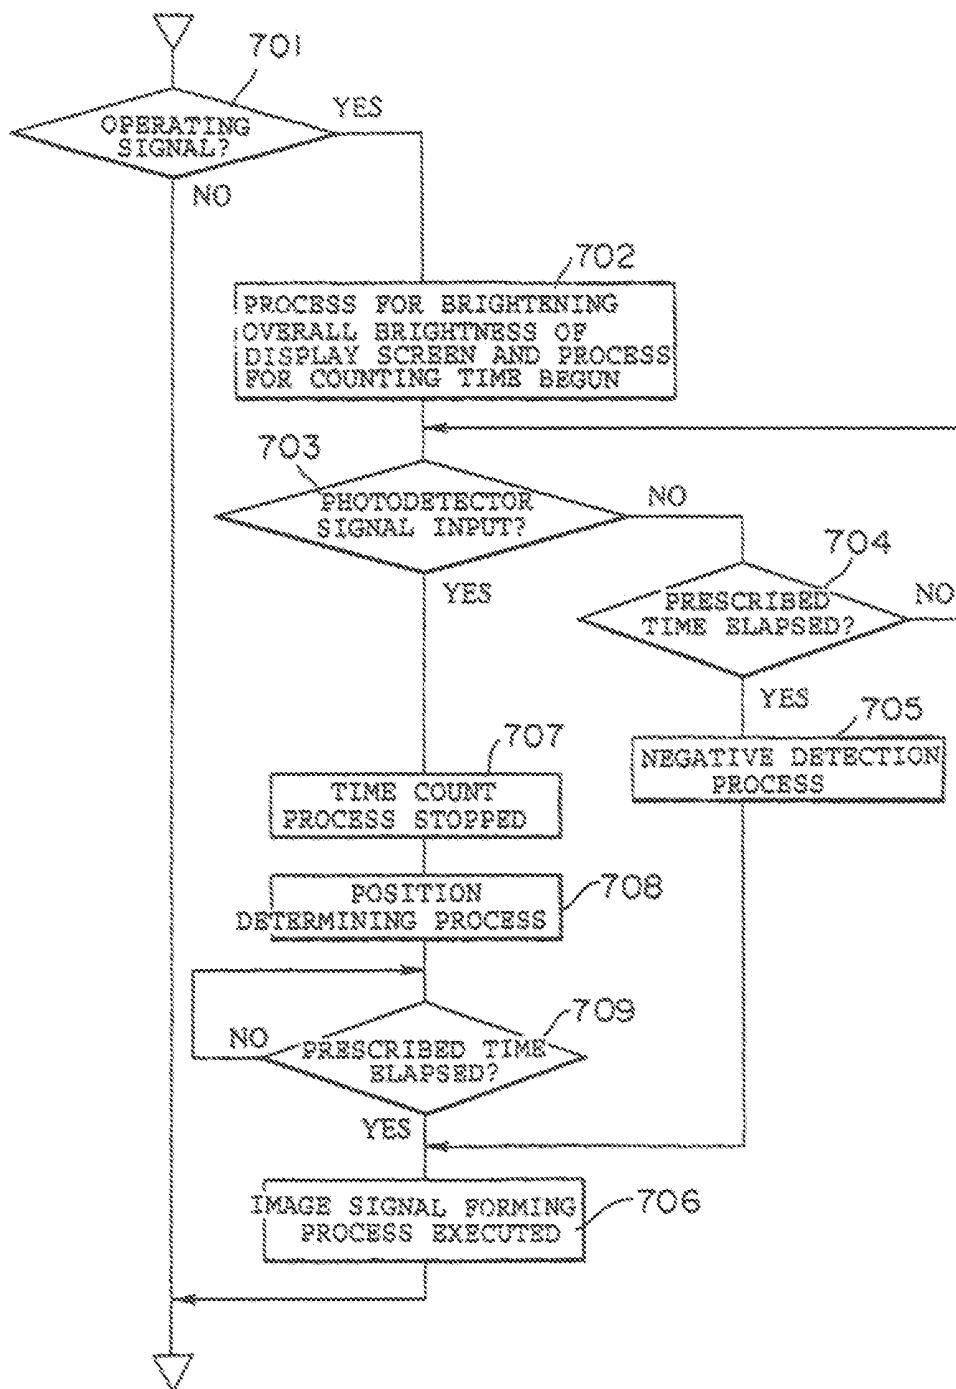 701
YES
OPERATING
SIGNAL?
NO
702
PROCESS FOR BRIGHTENING
OVERALL BRIGHTNESS OF
DISPLAY SCREEN AND PROCESS
FOR COUNTING TIME BEGUN
703
PHOTODETECTOR
SIGNAL INPUT?
NO
YES
704
PRESCRIBED
TIME ELAPSED?
NO
YES
705
NEGATIVE DETECTION
PROCESS
707
TIME COUNT
PROCESS STOPPED
708
POSITION
DETERMINING PROCESS
709
NO
PRESCRIBED TIME
ELAPSED?
YES
IMAGE SIGNAL FORMING
PROCESS EXECUTED
706